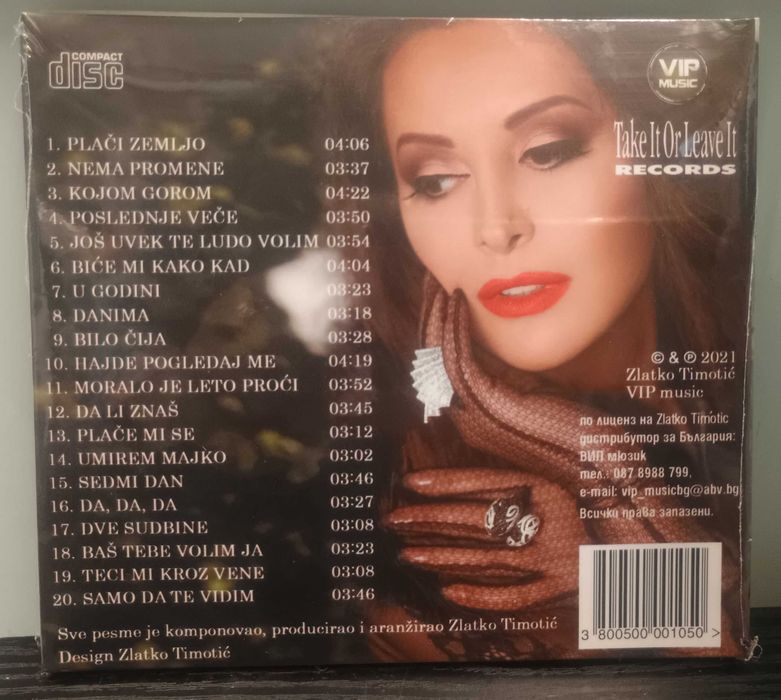 COMPACT
disc
VIP
MUSIC
Take It Or Leave It
RECORDS
1. PLAČI ZEMLJO 04:06
2. NEMA PROMENE 03:37
3. KOJOM GOROM 04:22
4. POSLEDNJE VEČE 03:50
5. JOŠ UVEK TE LUDO VOLIM 03:54
6. BIĆE MI KAKO KAD 04:04
7. U GODINI 03:23
8. DANIMA 03:18
9. BILO ČIJA 03:28
10. HAJDE POGLEDAJ ME 04:19
11. MORALO JE LETO PROĆI 03:52
12. DA LI ZNAŠ 03:45
13. PLAČE MI SE 03:12
14. UMIREM MAJKO 03:02
15. SEDMI DAN 03:46
16. DA, DA, DA 03:27
17. DVE SUDBINE 03:08
18. BAŠ TEBE VOLIM JA 03:23
19. TECI MI KROZ VENE 03:08
20. SAMO DA TE VIDIM 03:46
Sve pesme je komponovao, producirao i aranžirao Zlatko Timotić
Design Zlatko Timotić
© & ℗ 2021
Zlatko Timotić
VIP music
по лиценз на Zlatko Timotic
дистрибутор за България:
ВИП мюзик
тел.: 087 8988 799,
e-mail: vip_musicbg@abv.bg
Всички права запазени.
3 800500 001050 >